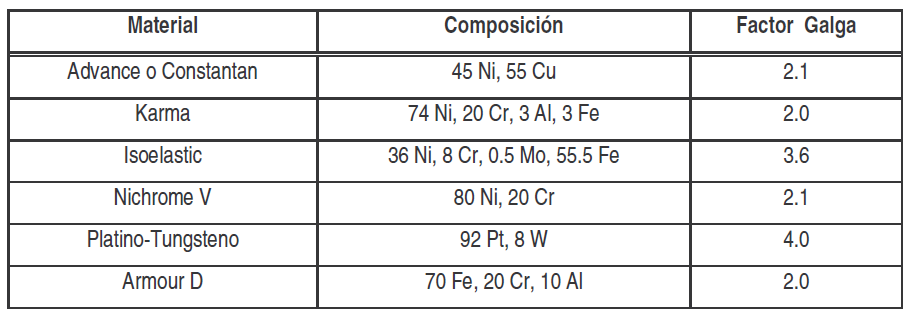 Material Composición Factor Galga
Advance o Constantan 45 Ni, 55 Cu 2.1
Karma 74 Ni, 20 Cr, 3 Al, 3 Fe 2.0
Isoelastic 36 Ni, 8 Cr, 0.5 Mo, 55.5 Fe 3.6
Nichrome V 80 Ni, 20 Cr 2.1
Platino-Tungsteno 92 Pt, 8 W 4.0
Armour D 70 Fe, 20 Cr, 10 Al 2.0